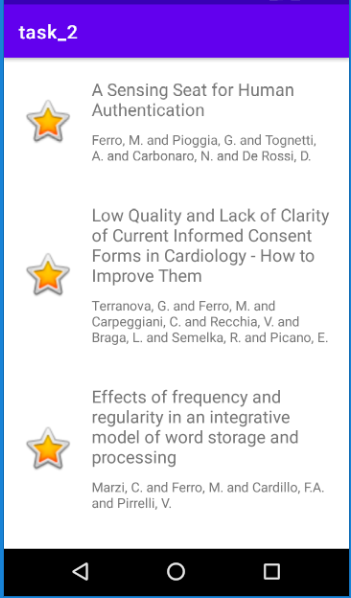 task_2
A Sensing Seat for Human
Authentication
Ferro, M. and Pioggia, G. and Tognetti,
A. and Carbonaro, N. and De Rossi, D.
Low Quality and Lack of Clarity
of Current Informed Consent
Forms in Cardiology - How to
Improve Them
Terranova, G. and Ferro, M. and
Carpeggiani, C. and Recchia, V. and
Braga, L. and Semelka, R. and Picano, E.
Effects of frequency and
regularity in an integrative
model of word storage and
processing
Marzi, C. and Ferro, M. and Cardillo, F.A.
and Pirrelli, V.